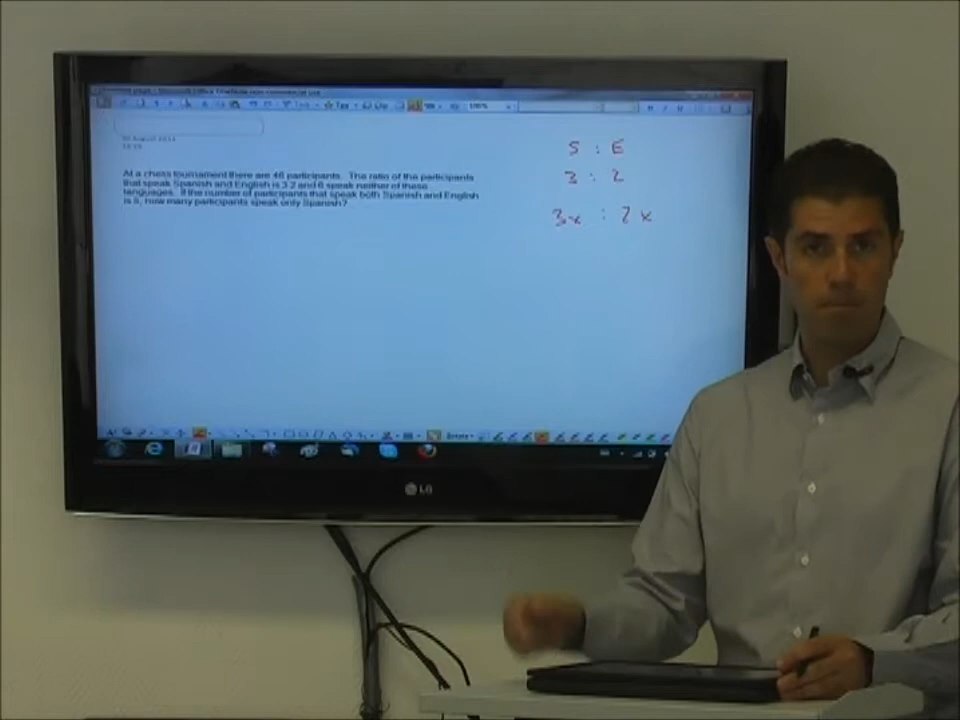 At a chess tournament there are 46 participants. The ratio of the participants
that speak Spanish and English is 3:2 and 6 speak neither of these
languages. If the number of participants that speak both Spanish and English
is 5, how many participants speak only Spanish?
S : E
3 : 2
3x : 2x
100%
LG